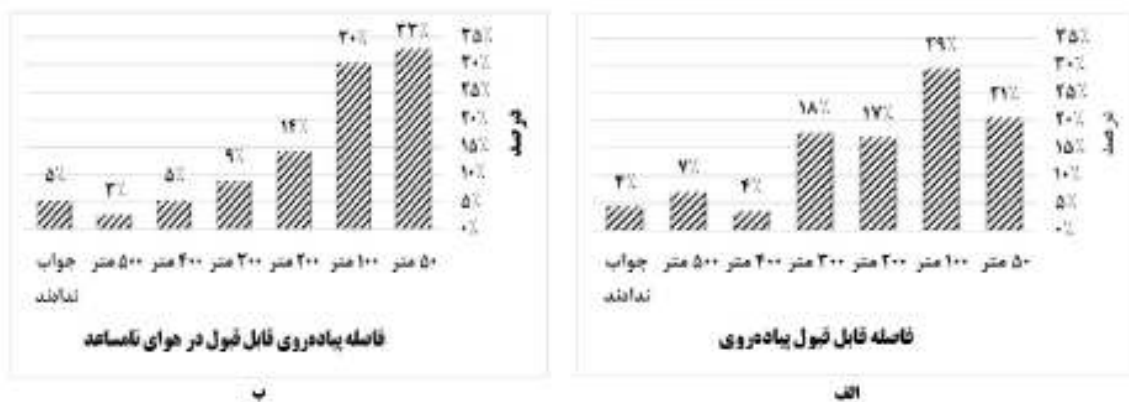 ۳۵٪
۳۰٪
۲۵٪
۲۰٪
۱۵٪
۱۰٪
۵٪
۰٪
درصد
۲۱٪
۲۹٪
۱۷٪
۱۸٪
۴٪
۷٪
۴٪
۵۰ متر
۱۰۰ متر
۲۰۰ متر
۳۰۰ متر
۴۰۰ متر
۵۰۰ متر
جواب
ندادند
فاصله قابل قبول پیاده‌روی
الف
۳۵٪
۳۰٪
۲۵٪
۲۰٪
۱۵٪
۱۰٪
۵٪
۰٪
درصد
۳۳٪
۳۰٪
۱۴٪
۹٪
۵٪
۳٪
۵٪
۵۰ متر
۱۰۰ متر
۲۰۰ متر
۳۰۰ متر
۴۰۰ متر
۵۰۰ متر
جواب
ندادند
فاصله پیاده‌روی قابل قبول در هوای نامساعد
ب